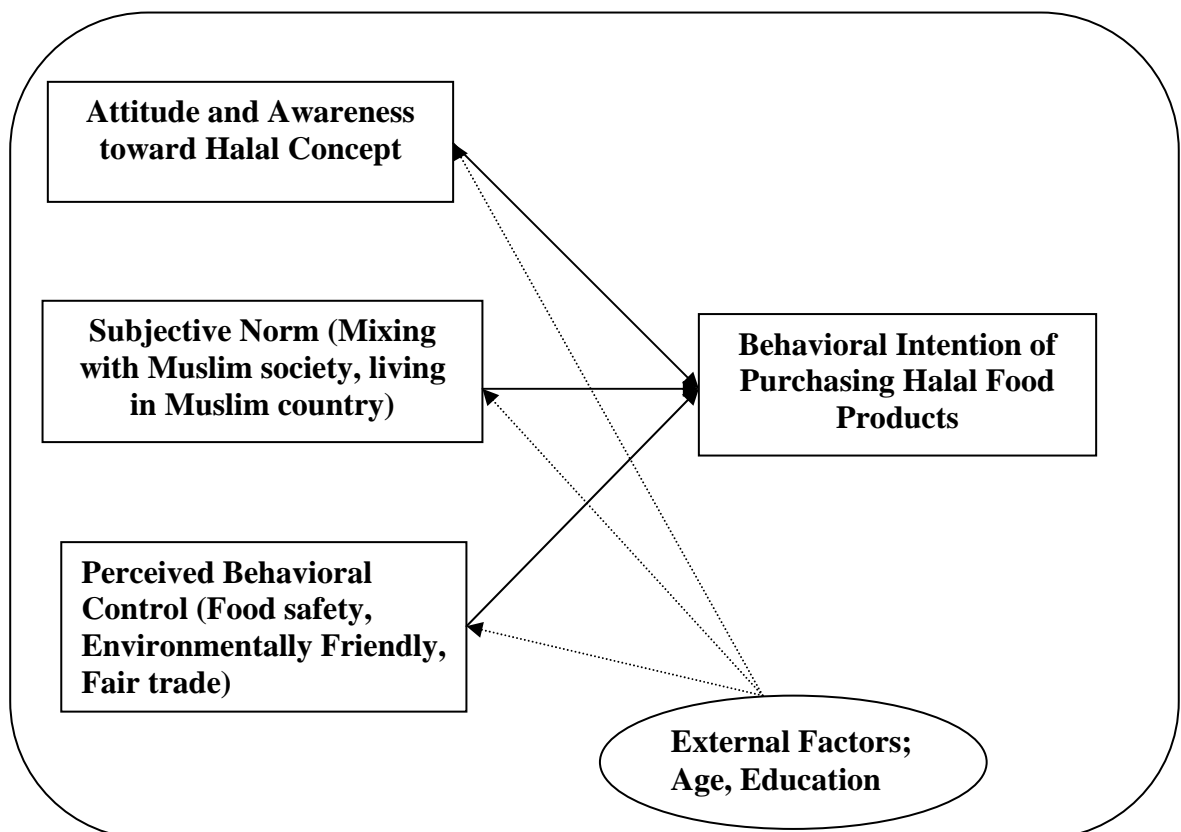 Attitude and Awareness
toward Halal Concept
Subjective Norm (Mixing
with Muslim society, living
in Muslim country)
Behavioral Intention of
Purchasing Halal Food
Products
Perceived Behavioral
Control (Food safety,
Environmentally Friendly,
Fair trade)
External Factors;
Age, Education